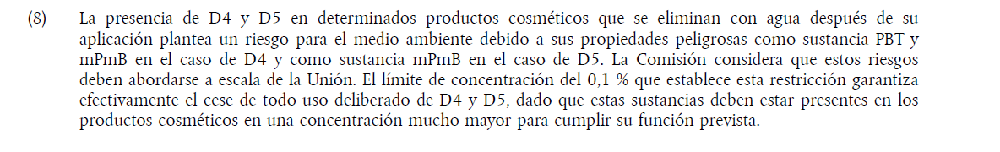 (8) La presencia de D4 y D5 en determinados productos cosméticos que se eliminan con agua después de su
aplicación plantea un riesgo para el medio ambiente debido a sus propiedades peligrosas como sustancia PBT y
mPmB en el caso de D4 y como sustancia mPmB en el caso de D5. La Comisión considera que estos riesgos
deben abordarse a escala de la Unión. El límite de concentración del 0,1 % que establece esta restricción garantiza
efectivamente el cese de todo uso deliberado de D4 y D5, dado que estas sustancias deben estar presentes en los
productos cosméticos en una concentración mucho mayor para cumplir su función prevista.